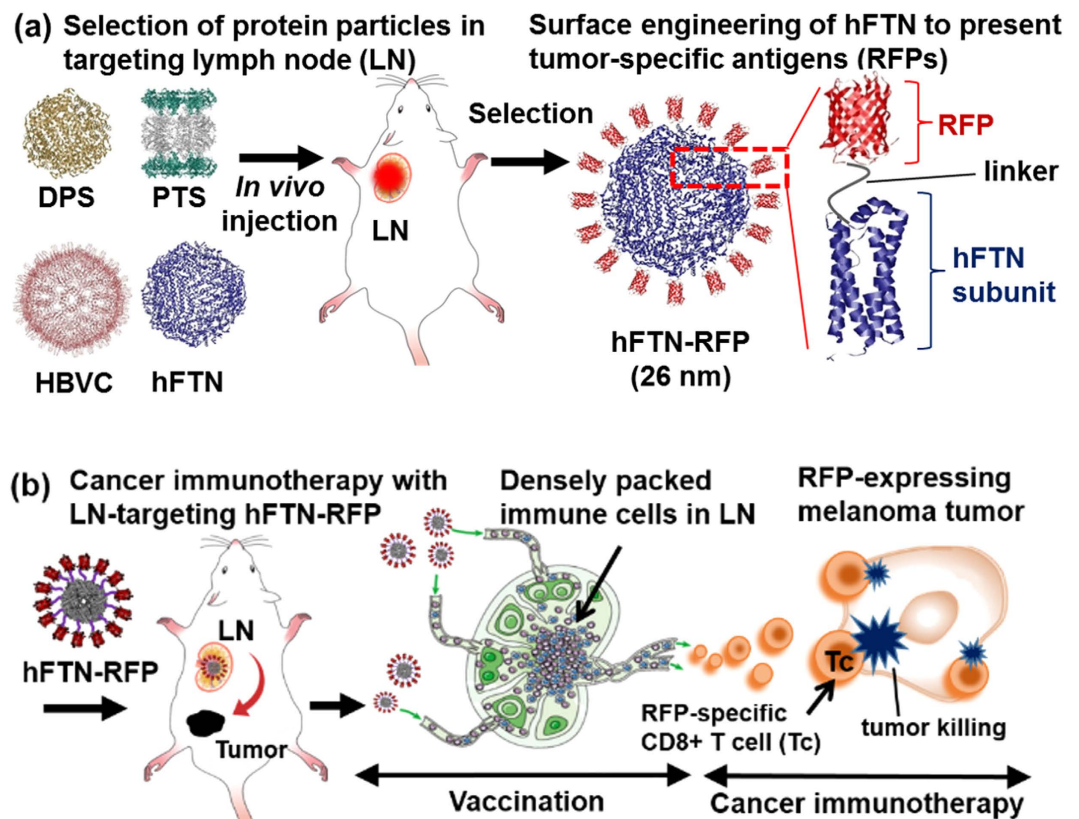 (a) Selection of protein particles in
targeting lymph node (LN)
Surface engineering of hFTN to present
tumor-specific antigens (RFPs)
DPS
PTS
HBVC
hFTN
In vivo
injection
LN
Selection
hFTN-RFP
(26 nm)
RFP
linker
hFTN
subunit
(b) Cancer immunotherapy with
LN-targeting hFTN-RFP
hFTN-RFP
LN
Tumor
Densely packed
immune cells in LN
RFP-expressing
melanoma tumor
Tc
RFP-specific
CD8+ T cell (Tc)
tumor killing
Vaccination
Cancer immunotherapy